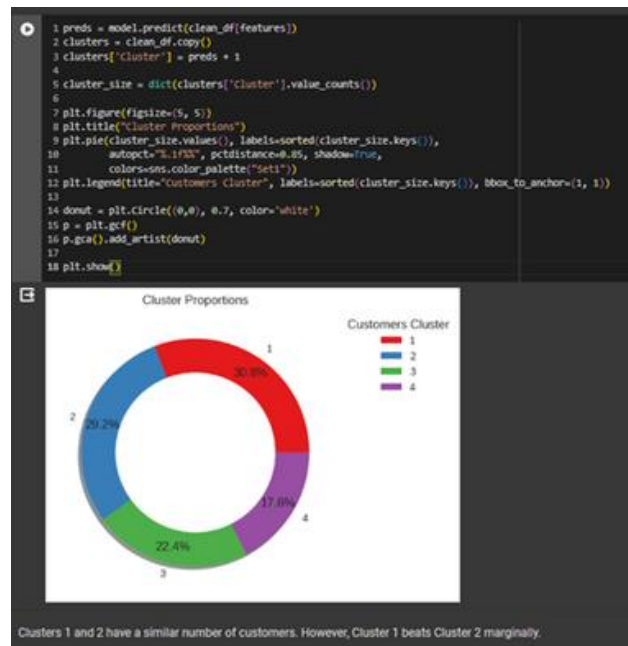 1 preds = model.predict(clean_df[features])
2 clusters = clean_df.copy()
3 clusters['Cluster'] = preds + 1
4
5 cluster_size = dict(clusters['Cluster'].value_counts())
6
7 plt.figure(figsize=(5, 5))
8 plt.title("Cluster Proportions")
9 plt.pie(cluster_size.values(), labels=sorted(cluster_size.keys()),
10 autopct="%.1f%%", pctdistance=0.85, shadow=True,
11 colors=sns.color_palette("Set1"))
12 plt.legend(title="Customers Cluster", labels=sorted(cluster_size.keys()), bbox_to_anchor=(1, 1))
13
14 donut = plt.Circle((0,0), 0.7, color='white')
15 p = plt.gcf()
16 p.gca().add_artist(donut)
17
18 plt.show()
Cluster Proportions
Customers Cluster
1
2
3
4
1
30.8%
2
29.2%
17.6%
4
22.4%
3
Clusters 1 and 2 have a similar number of customers. However, Cluster 1 beats Cluster 2 marginally.